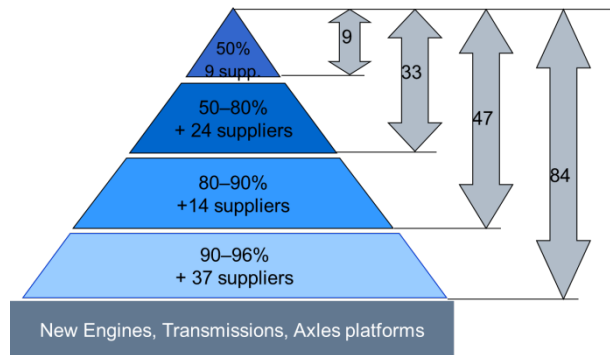 50%
9 supp.
50–80%
+ 24 suppliers
80–90%
+14 suppliers
90–96%
+ 37 suppliers
9
33
47
84
New Engines, Transmissions, Axles platforms